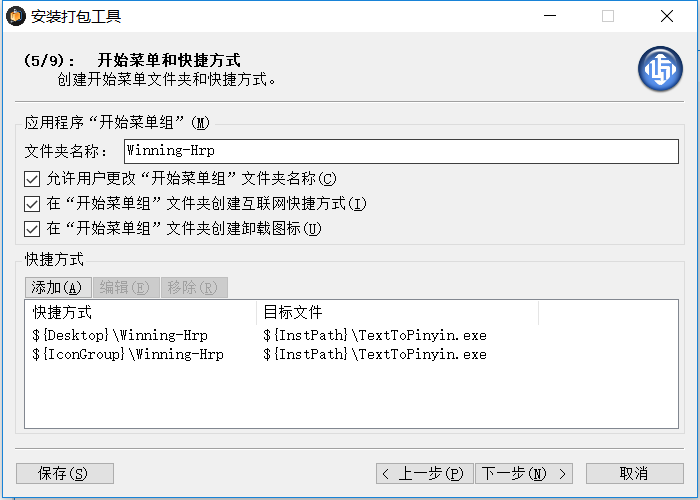 安装打包工具
(5/9)： 开始菜单和快捷方式
创建开始菜单文件夹和快捷方式。
应用程序“开始菜单组”(M)
文件夹名称： Winning-Hrp
允许用户更改“开始菜单组”文件夹名称(C)
在“开始菜单组”文件夹创建互联网快捷方式(I)
在“开始菜单组”文件夹创建卸载图标(U)
快捷方式
添加(A) 编辑(E) 移除(R)
快捷方式 目标文件
${Desktop}\Winning-Hrp ${InstPath}\TextToPinyin.exe
${IconGroup}\Winning-Hrp ${InstPath}\TextToPinyin.exe
保存(S) < 上一步(P) 下一步(N) > 取消